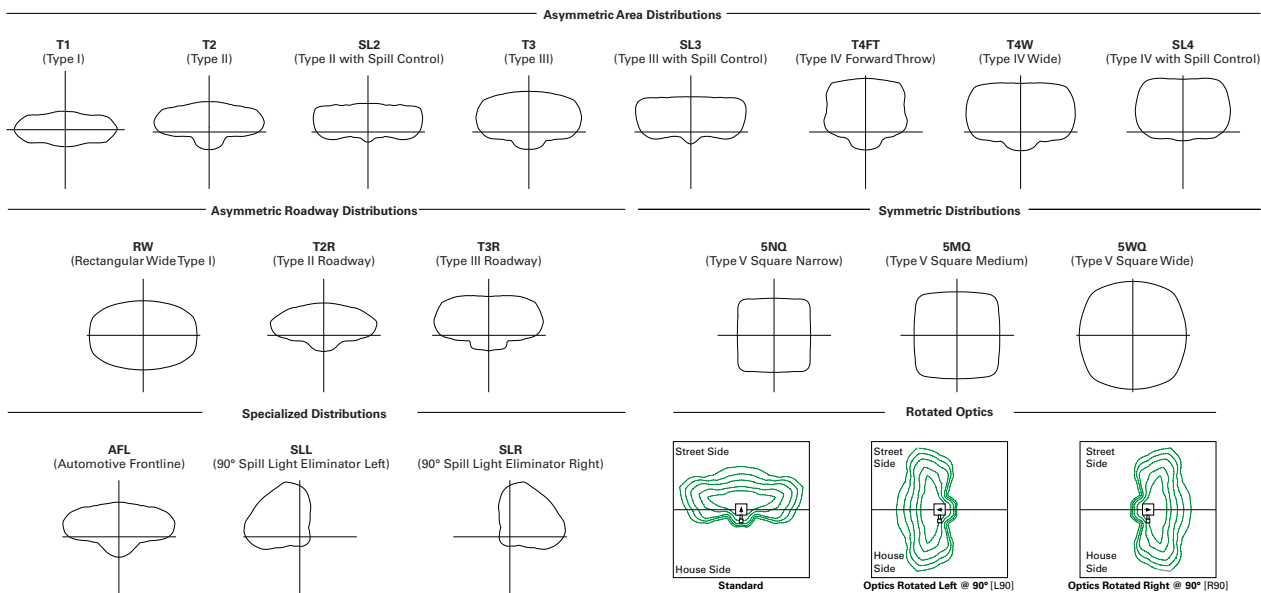 Asymmetric Area Distributions
T1
(Type I)
T2
(Type II)
SL2
(Type II with Spill Control)
T3
(Type III)
SL3
(Type III with Spill Control)
T4FT
(Type IV Forward Throw)
T4W
(Type IV Wide)
SL4
(Type IV with Spill Control)
Asymmetric Roadway Distributions
RW
(Rectangular Wide Type I)
T2R
(Type II Roadway)
T3R
(Type III Roadway)
Symmetric Distributions
5NQ
(Type V Square Narrow)
5MQ
(Type V Square Medium)
5WQ
(Type V Square Wide)
Specialized Distributions
AFL
(Automotive Frontline)
SLL
(90° Spill Light Eliminator Left)
SLR
(90° Spill Light Eliminator Right)
Rotated Optics
Street Side
House Side
Standard
Street
Side
House
Side
Optics Rotated Left @ 90° [L90]
Street
Side
House
Side
Optics Rotated Right @ 90° [R90]